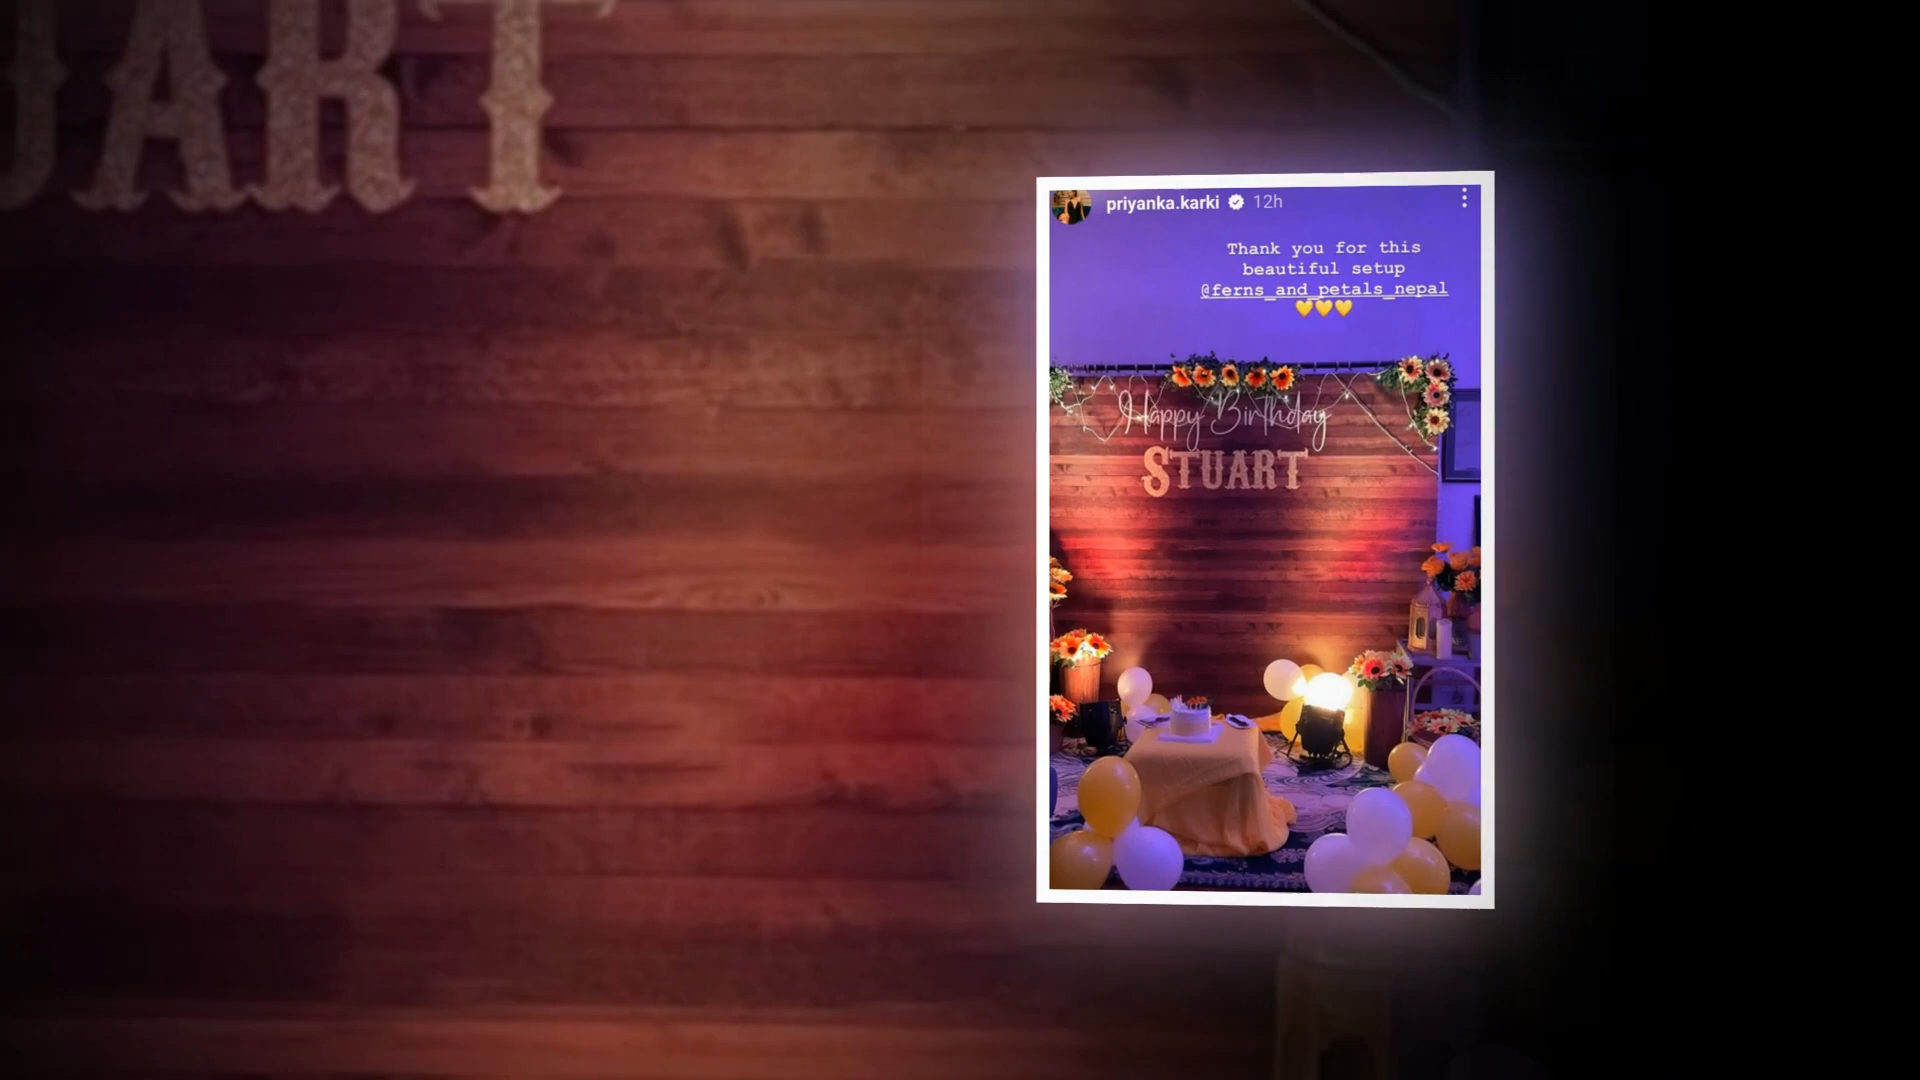 UART
priyanka.karki 12h
Thank you for this
beautiful setup
@ferns_and_petals_nepal
💛💛💛
Happy Birthday
STUART